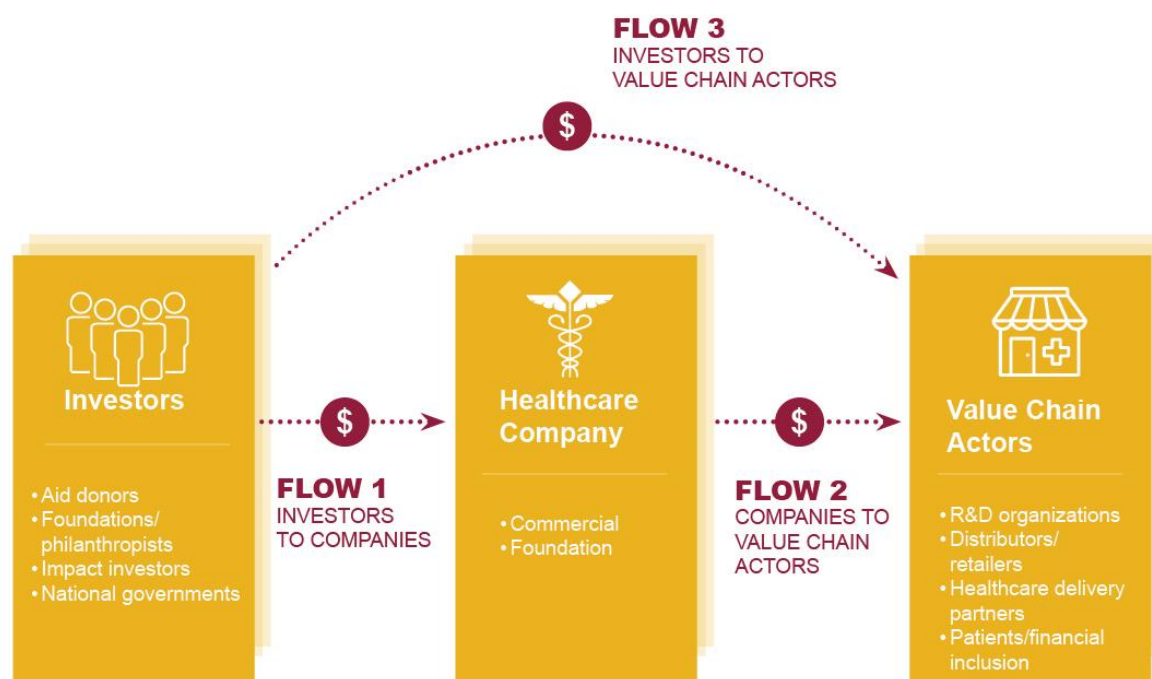 FLOW 3
INVESTORS TO
VALUE CHAIN ACTORS
$
Investors
• Aid donors
• Foundations/
philanthropists
• Impact investors
• National governments
$
FLOW 1
INVESTORS
TO COMPANIES
Healthcare
Company
• Commercial
• Foundation
$
FLOW 2
COMPANIES TO
VALUE CHAIN
ACTORS
Value Chain
Actors
• R&D organizations
• Distributors/
retailers
• Healthcare delivery
partners
• Patients/financial
inclusion